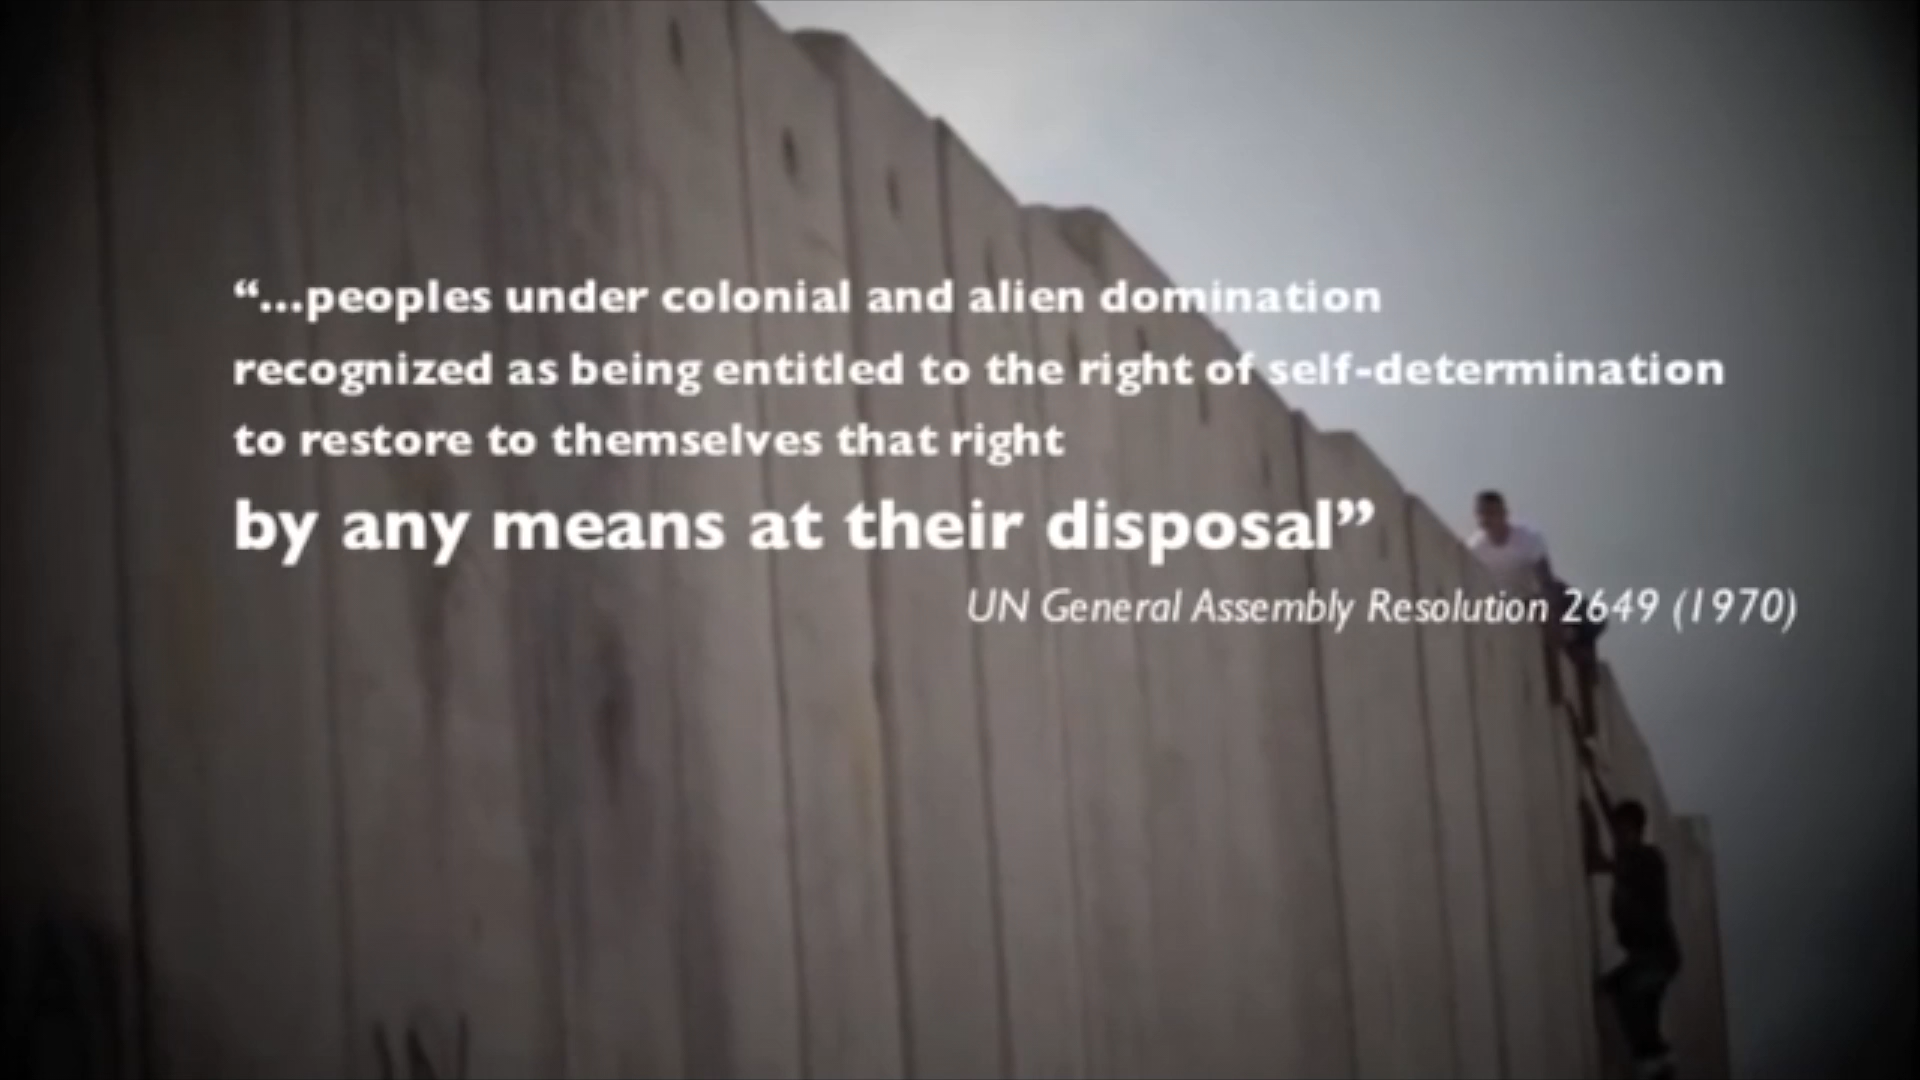 “...peoples under colonial and alien domination
recognized as being entitled to the right of self-determination
to restore to themselves that right
by any means at their disposal”
UN General Assembly Resolution 2649 (1970)